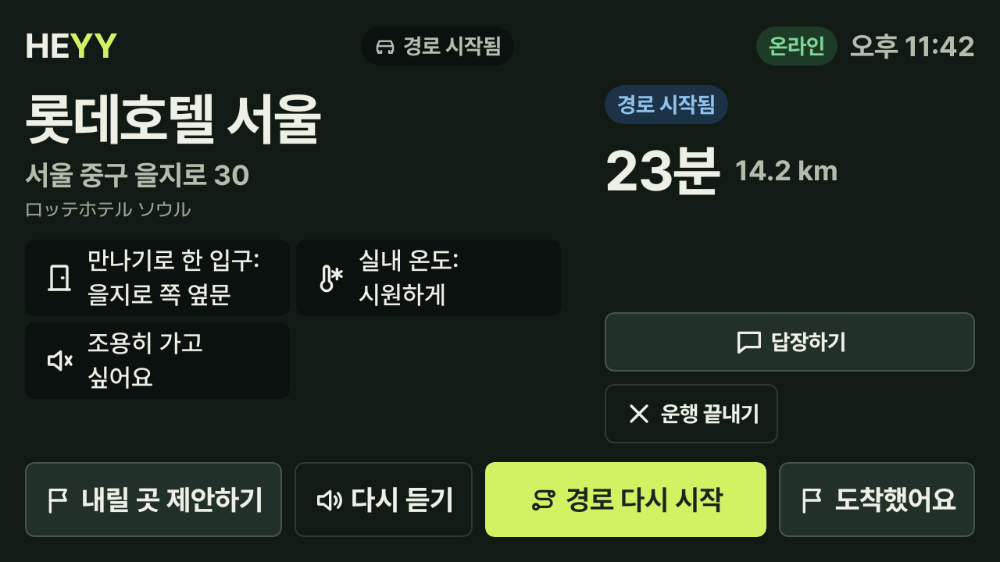 HEYY
경로 시작됨
온라인
오후 11:42
롯데호텔 서울
서울 중구 을지로 30
ロッテホテル ソウル
경로 시작됨
23분 14.2 km
만나기로 한 입구:
을지로 쪽 옆문
실내 온도:
시원하게
조용히 가고
싶어요
답장하기
운행 끝내기
내릴 곳 제안하기
다시 듣기
경로 다시 시작
도착했어요